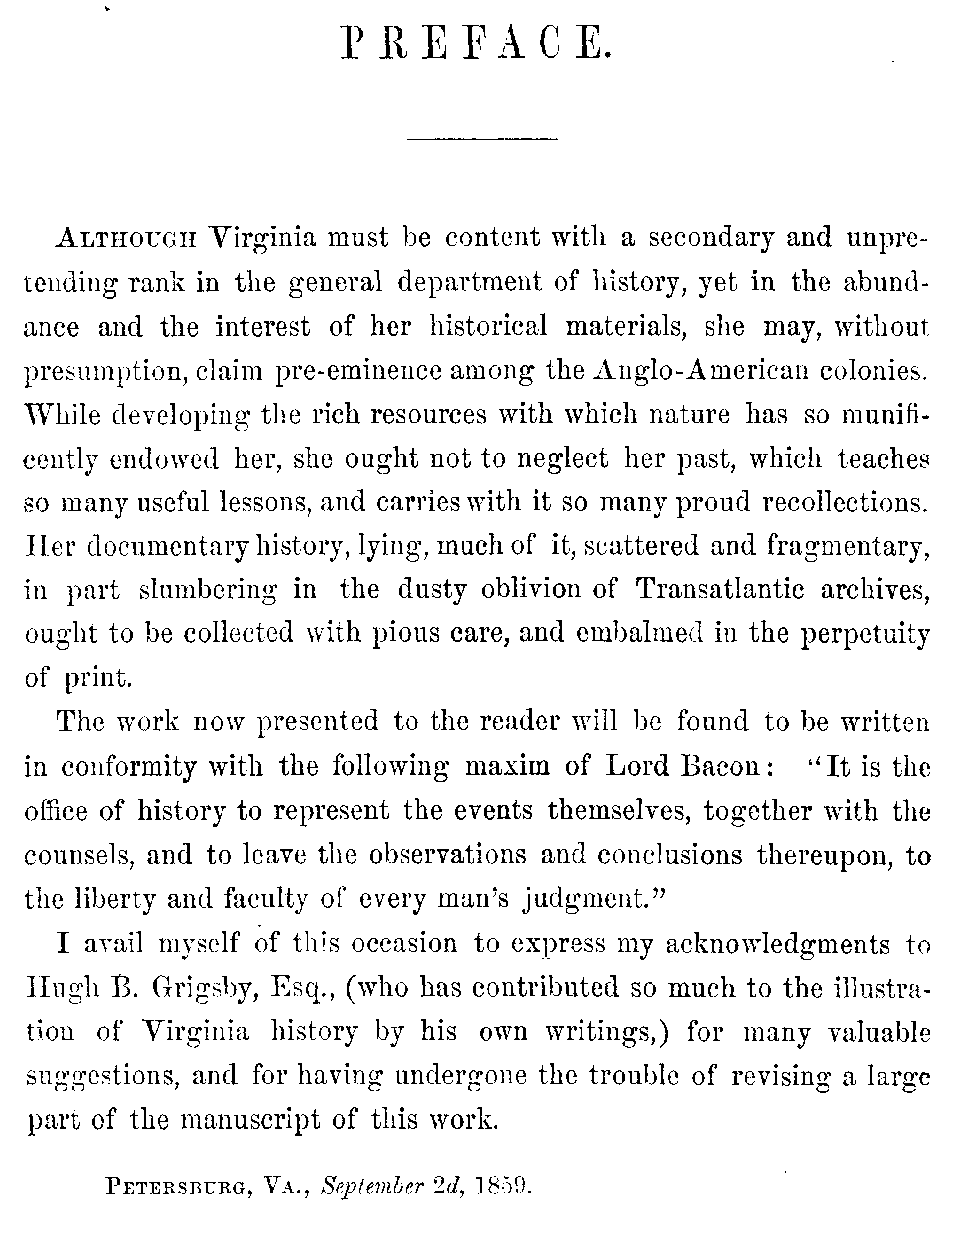 PREFACE.
ALTHOUGH Virginia must be content with a secondary and unpre-
tending rank in the general department of history, yet in the abund-
ance and the interest of her historical materials, she may, without
presumption, claim pre-eminence among the Anglo-American colonies.
While developing the rich resources with which nature has so munifi-
cently endowed her, she ought not to neglect her past, which teaches
so many useful lessons, and carries with it so many proud recollections.
Her documentary history, lying, much of it, scattered and fragmentary,
in part slumbering in the dusty oblivion of Transatlantic archives,
ought to be collected with pious care, and embalmed in the perpetuity
of print.
The work now presented to the reader will be found to be written
in conformity with the following maxim of Lord Bacon: "It is the
office of history to represent the events themselves, together with the
counsels, and to leave the observations and conclusions thereupon, to
the liberty and faculty of every man's judgment."
I avail myself of this occasion to express my acknowledgments to
Hugh B. Grigsby, Esq., (who has contributed so much to the illustra-
tion of Virginia history by his own writings,) for many valuable
suggestions, and for having undergone the trouble of revising a large
part of the manuscript of this work.
PETERSBURG, VA., September 2d, 1859.